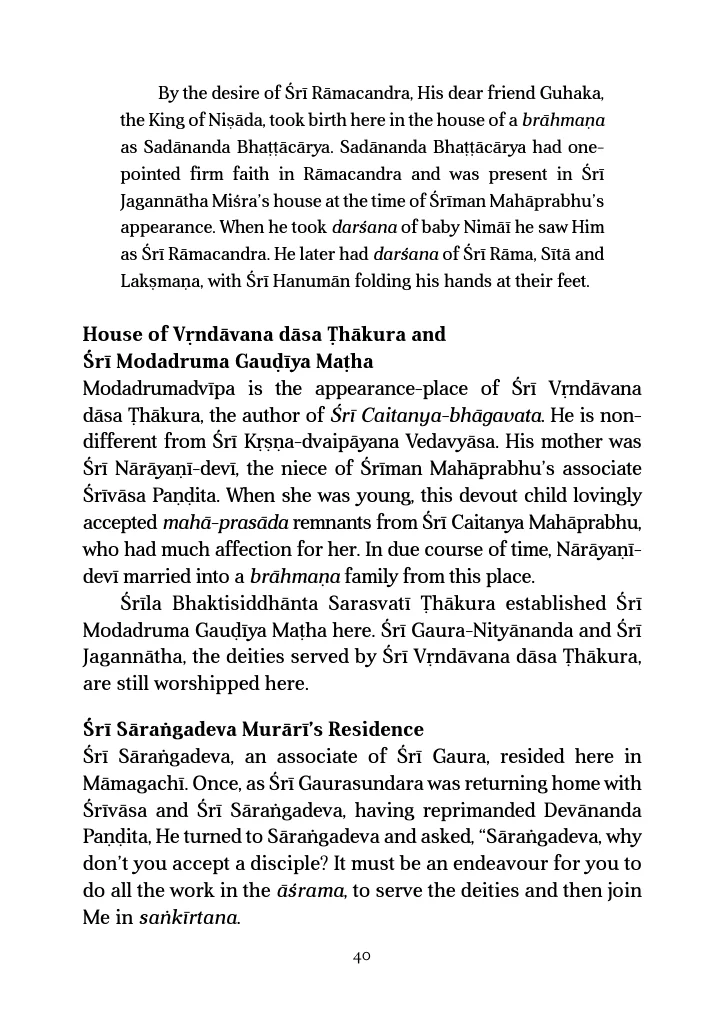 By the desire of Śrī Rāmacandra, His dear friend Guhaka,
the King of Niṣāda, took birth here in the house of a brāhmaṇa
as Sadānanda Bhaṭṭācārya. Sadānanda Bhaṭṭācārya had one-
pointed firm faith in Rāmacandra and was present in Śrī
Jagannātha Miśra’s house at the time of Śrīman Mahāprabhu’s
appearance. When he took darśana of baby Nimāī he saw Him
as Śrī Rāmacandra. He later had darśana of Śrī Rāma, Sītā and
Lakṣmaṇa, with Śrī Hanumān folding his hands at their feet.
House of Vṛndāvana dāsa Ṭhākura and
Śrī Modadruma Gauḍīya Maṭha
Modadrumadvīpa is the appearance-place of Śrī Vṛndāvana
dāsa Ṭhākura, the author of Śrī Caitanya-bhāgavata. He is non-
different from Śrī Kṛṣṇa-dvaipāyana Vedavyāsa. His mother was
Śrī Nārāyaṇī-devī, the niece of Śrīman Mahāprabhu’s associate
Śrīvāsa Paṇḍita. When she was young, this devout child lovingly
accepted mahā-prasāda remnants from Śrī Caitanya Mahāprabhu,
who had much affection for her. In due course of time, Nārāyaṇī-
devī married into a brāhmaṇa family from this place.
Śrīla Bhaktisiddhānta Sarasvatī Ṭhākura established Śrī
Modadruma Gauḍīya Maṭha here. Śrī Gaura-Nityānanda and Śrī
Jagannātha, the deities served by Śrī Vṛndāvana dāsa Ṭhākura,
are still worshipped here.
Śrī Sāraṅgadeva Murārī’s Residence
Śrī Sāraṅgadeva, an associate of Śrī Gaura, resided here in
Māmagachī. Once, as Śrī Gaurasundara was returning home with
Śrīvāsa and Śrī Sāraṅgadeva, having reprimanded Devānanda
Paṇḍita, He turned to Sāraṅgadeva and asked, “Sāraṅgadeva, why
don’t you accept a disciple? It must be an endeavour for you to
do all the work in the āśrama, to serve the deities and then join
Me in saṅkīrtana.
40